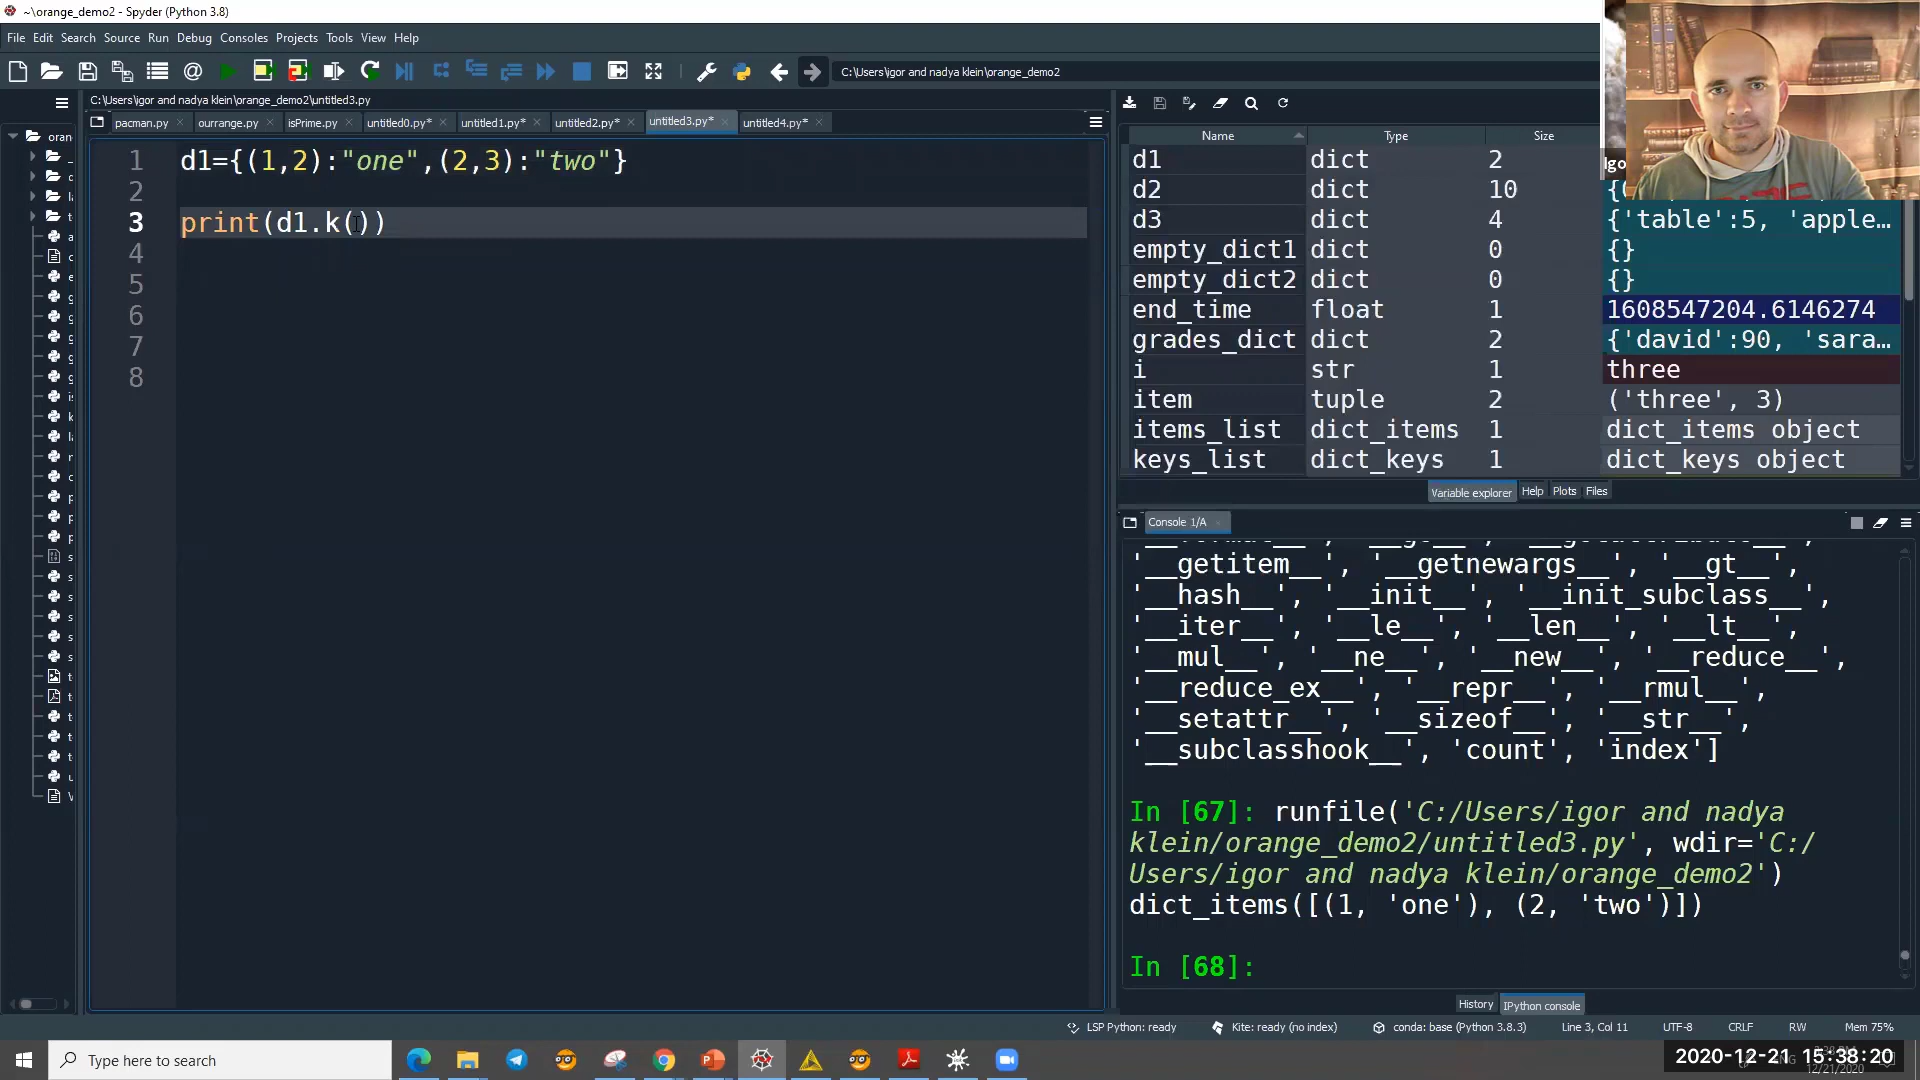 ~\orange_demo2 - Spyder (Python 3.8)
File Edit Search Source Run Debug Consoles Projects Tools View Help
C:\Users\igor and nadya klein\orange_demo2
C:\Users\igor and nadya klein\orange_demo2\untitled3.py
pacman.py ourrange.py isPrime.py untitled0.py* untitled1.py* untitled2.py* untitled3.py* untitled4.py*
oran
1 d1={(1,2):"one",(2,3):"two"}
2
3 print(d1.k())
4
5
6
7
8
Name Type Size
d1 dict 2
d2 dict 10
d3 dict 4 {'table':5, 'apple...
empty_dict1 dict 0 {}
empty_dict2 dict 0 {}
end_time float 1 1608547204.6146274
grades_dict dict 2 {'david':90, 'sara...
i str 1 three
item tuple 2 ('three', 3)
items_list dict_items 1 dict_items object
keys_list dict_keys 1 dict_keys object
Variable explorer Help Plots Files
Console 1/A
'__getitem__', '__getnewargs__', '__gt__',
'__hash__', '__init__', '__init_subclass__',
'__iter__', '__le__', '__len__', '__lt__',
'__mul__', '__ne__', '__new__', '__reduce__',
'__reduce_ex__', '__repr__', '__rmul__',
'__setattr__', '__sizeof__', '__str__',
'__subclasshook__', 'count', 'index']
In [67]: runfile('C:/Users/igor and nadya
klein/orange_demo2/untitled3.py', wdir='C:/
Users/igor and nadya klein/orange_demo2')
dict_items([(1, 'one'), (2, 'two')])
In [68]:
History IPython console
LSP Python: ready Kite: ready (no index) conda: base (Python 3.8.3) Line 3, Col 11 UTF-8 CRLF RW Mem 75%
Type here to search
2020-12-21 15:38:20
12/21/2020